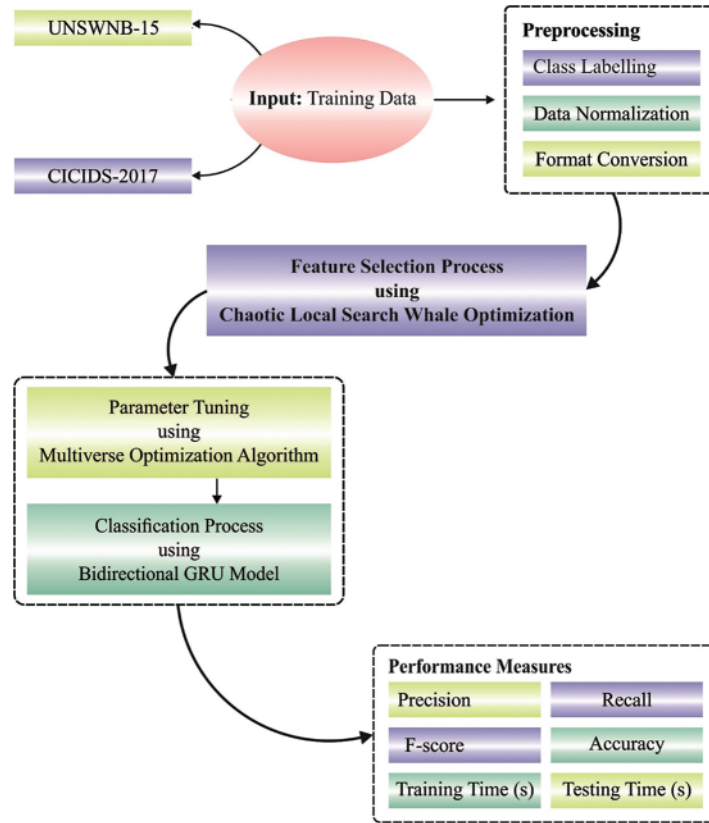 UNSWNB-15
Input: Training Data
CICIDS-2017
Preprocessing
Class Labelling
Data Normalization
Format Conversion
Feature Selection Process
using
Chaotic Local Search Whale Optimization
Parameter Tuning
using
Multiverse Optimization Algorithm
Classification Process
using
Bidirectional GRU Model
Performance Measures
Precision
Recall
F-score
Accuracy
Training Time (s)
Testing Time (s)